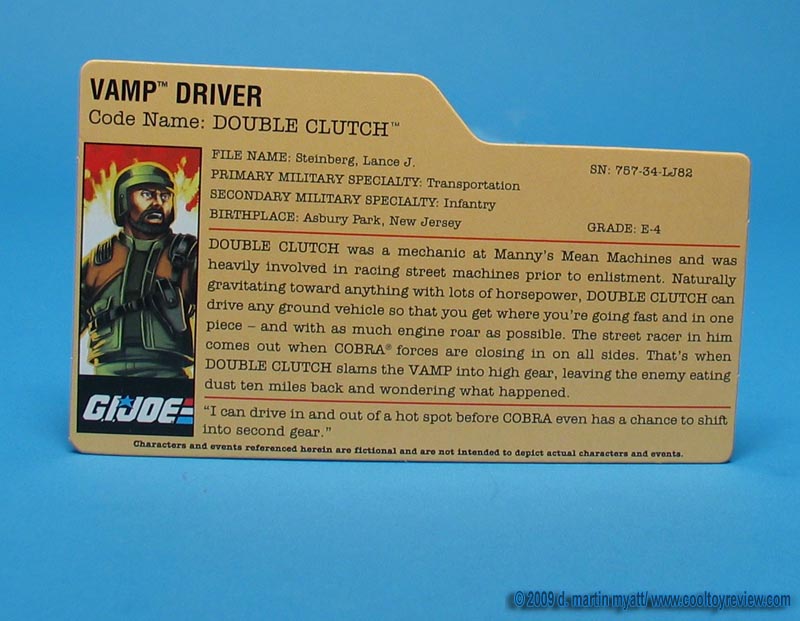 VAMP™ DRIVER
Code Name: DOUBLE CLUTCH™
FILE NAME: Steinberg, Lance J.
SN: 757-34-LJ82
PRIMARY MILITARY SPECIALTY: Transportation
SECONDARY MILITARY SPECIALTY: Infantry
BIRTHPLACE: Asbury Park, New Jersey
GRADE: E-4
DOUBLE CLUTCH was a mechanic at Manny's Mean Machines and was
heavily involved in racing street machines prior to enlistment. Naturally
gravitating toward anything with lots of horsepower, DOUBLE CLUTCH can
drive any ground vehicle so that you get where you're going fast and in one
piece – and with as much engine roar as possible. The street racer in him
comes out when COBRA® forces are closing in on all sides. That's when
DOUBLE CLUTCH slams the VAMP into high gear, leaving the enemy eating
dust ten miles back and wondering what happened.
GI JOE
"I can drive in and out of a hot spot before COBRA even has a chance to shift
into second gear."
Characters and events referenced herein are fictional and are not intended to depict actual characters and events.
© 2009 d. martin myatt/ www.cooltoyreview.com